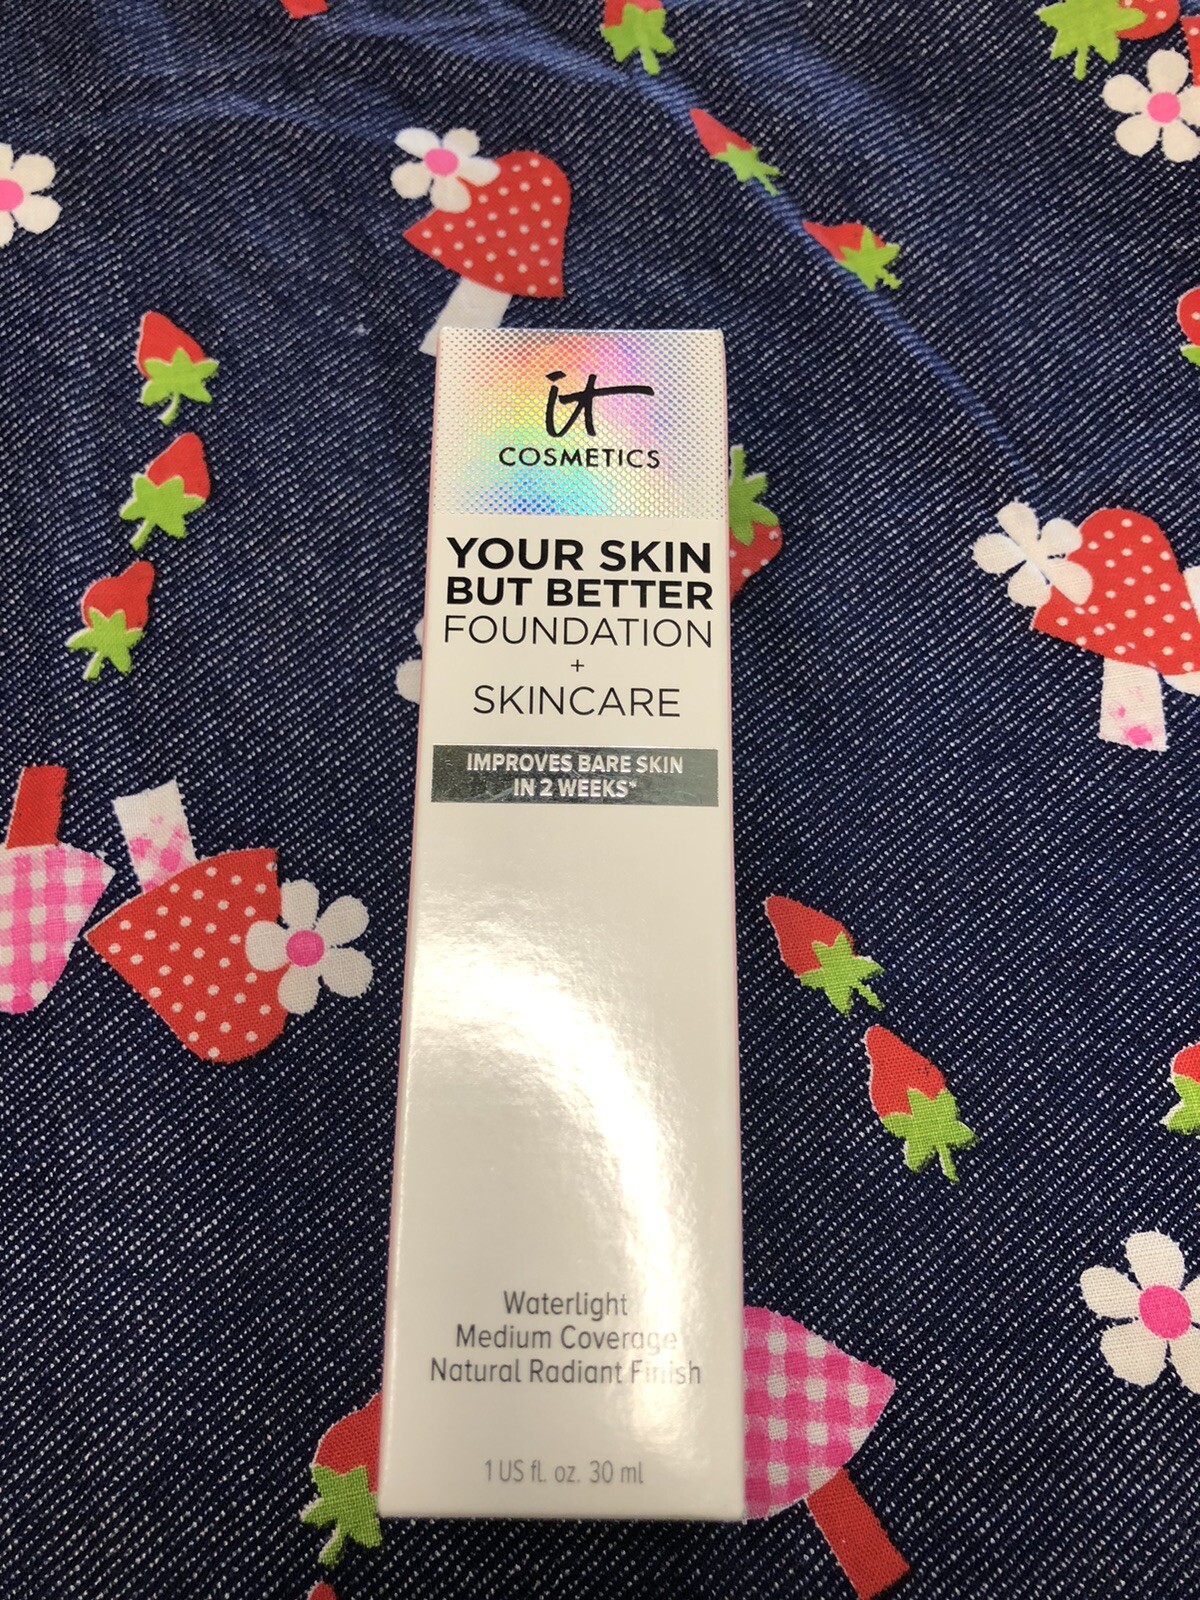 it
COSMETICS
YOUR SKIN
BUT BETTER
FOUNDATION
+
SKINCARE
IMPROVES BARE SKIN
IN 2 WEEKS*
Waterlight
Medium Coverage
Natural Radiant Finish
1 US fl. oz. 30 ml